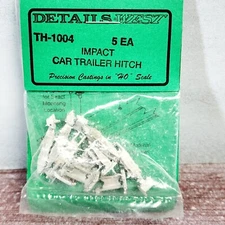 DETAILS WEST
TH-1004 5 EA
IMPACT
CAR TRAILER HITCH
Precision Castings in "HO" Scale